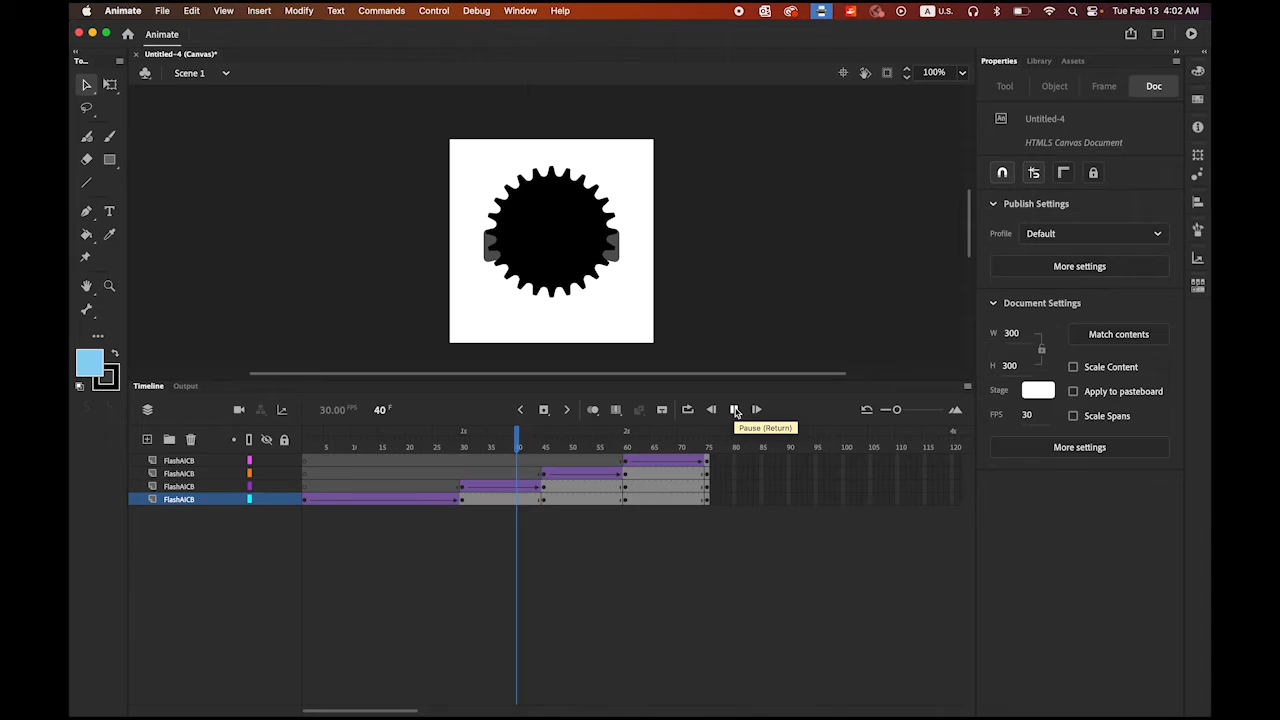 Animate File Edit View Insert Modify Text Commands Control Debug Window Help A U.S. Tue Feb 13 4:02 AM
Animate
To... Untitled-4 (Canvas)*
Properties Library Assets
Scene 1 100%
Tool Object Frame Doc
An Untitled-4
HTML5 Canvas Document
Publish Settings
Profile Default
More settings
Document Settings
W 300 Match contents
H 300 Scale Content
Stage Apply to pasteboard
FPS 30 Scale Spans
More settings
Timeline Output
30.00 FPS 40 F
Pause (Return)
1s 2s 4s
5 10 15 20 25 30 35 40 45 50 55 60 65 70 75 80 85 90 95 100 105 110 115 120
FlashAICB
FlashAICB
FlashAICB
FlashAICB